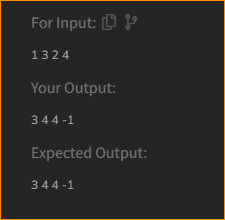 For Input:
1 3 2 4
Your Output:
3 4 4 -1
Expected Output:
3 4 4 -1